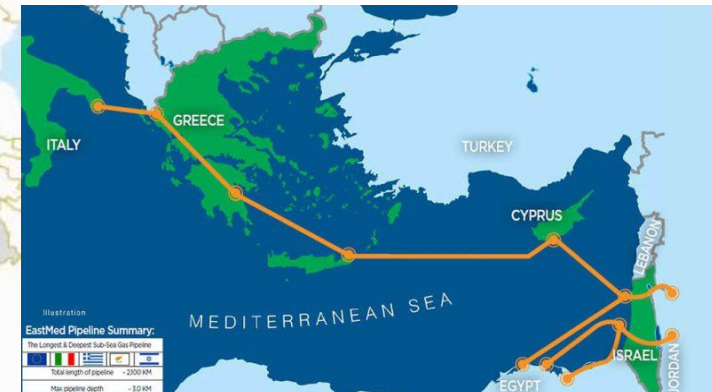 GREECE
ITALY
TURKEY
CYPRUS
LEBANON
MEDITERRANEAN SEA
Illustration
EastMed Pipeline Summary:
The Longest & Deepest Sub-Sea Gas Pipeline
Total length of pipeline - 2100 KM
Max pipeline depth - 3.0 KM
ISRAEL
JORDAN
EGYPT